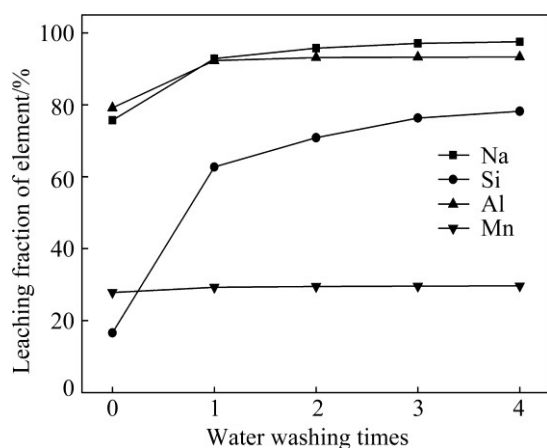 Leaching fraction of element/%
100
80
60
40
20
0
Na
Si
Al
Mn
0 1 2 3 4
Water washing times